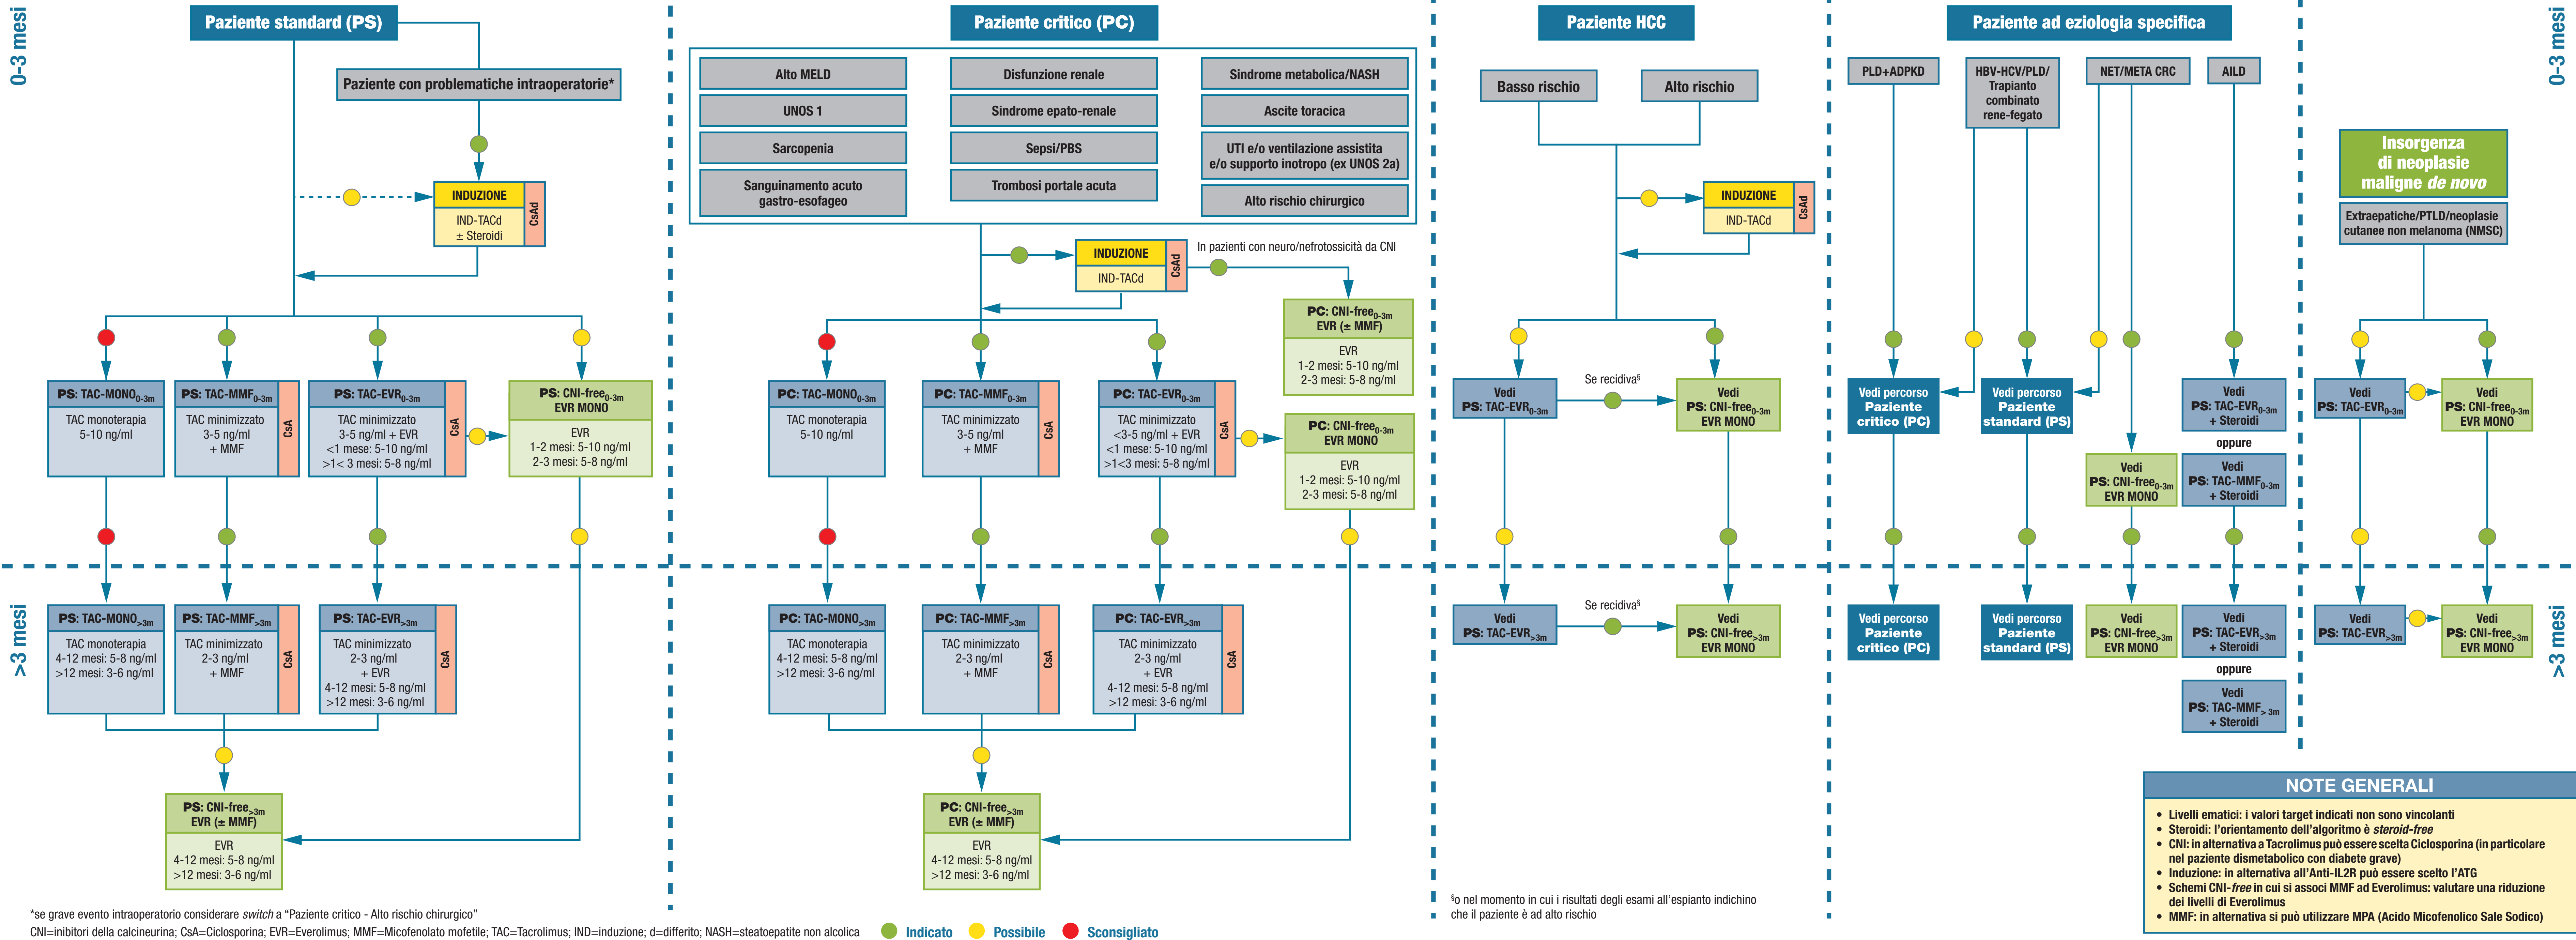 0-3 mesi
Paziente standard (PS)
Paziente con problematiche intraoperatorie*
INDUZIONE
IND-TACd
± Steroidi
CsAd
PS: TAC-MONO0-3m
TAC monoterapia
5-10 ng/ml
PS: TAC-MMF0-3m
TAC minimizzato
3-5 ng/ml
+ MMF
CsA
PS: TAC-EVR0-3m
TAC minimizzato
3-5 ng/ml + EVR
<1 mese: 5-10 ng/ml
>1< 3 mesi: 5-8 ng/ml
CsA
PS: CNI-free0-3m
EVR MONO
EVR
1-2 mesi: 5-10 ng/ml
2-3 mesi: 5-8 ng/ml
>3 mesi
PS: TAC-MONO>3m
TAC monoterapia
4-12 mesi: 5-8 ng/ml
>12 mesi: 3-6 ng/ml
PS: TAC-MMF>3m
TAC minimizzato
2-3 ng/ml
+ MMF
CsA
PS: TAC-EVR>3m
TAC minimizzato
2-3 ng/ml
+ EVR
4-12 mesi: 5-8 ng/ml
>12 mesi: 3-6 ng/ml
CsA
PS: CNI-free>3m
EVR (± MMF)
EVR
4-12 mesi: 5-8 ng/ml
>12 mesi: 3-6 ng/ml
Paziente critico (PC)
Alto MELD
UNOS 1
Sarcopenia
Sanguinamento acuto
gastro-esofageo
Disfunzione renale
Sindrome epato-renale
Sepsi/PBS
Trombosi portale acuta
Sindrome metabolica/NASH
Ascite toracica
UTI e/o ventilazione assistita
e/o supporto inotropo (ex UNOS 2a)
Alto rischio chirurgico
INDUZIONE
IND-TACd
CsAd
In pazienti con neuro/nefrotossicità da CNI
PC: CNI-free0-3m
EVR (± MMF)
EVR
1-2 mesi: 5-10 ng/ml
2-3 mesi: 5-8 ng/ml
PC: TAC-MONO0-3m
TAC monoterapia
5-10 ng/ml
PC: TAC-MMF0-3m
TAC minimizzato
3-5 ng/ml
+ MMF
CsA
PC: TAC-EVR0-3m
TAC minimizzato
<3-5 ng/ml + EVR
<1 mese: 5-10 ng/ml
>1<3 mesi: 5-8 ng/ml
CsA
PC: CNI-free0-3m
EVR MONO
EVR
1-2 mesi: 5-10 ng/ml
2-3 mesi: 5-8 ng/ml
PC: TAC-MONO>3m
TAC monoterapia
4-12 mesi: 5-8 ng/ml
>12 mesi: 3-6 ng/ml
PC: TAC-MMF>3m
TAC minimizzato
2-3 ng/ml
+ MMF
CsA
PC: TAC-EVR>3m
TAC minimizzato
2-3 ng/ml
+ EVR
4-12 mesi: 5-8 ng/ml
>12 mesi: 3-6 ng/ml
CsA
PC: CNI-free>3m
EVR (± MMF)
EVR
4-12 mesi: 5-8 ng/ml
>12 mesi: 3-6 ng/ml
Paziente HCC
Basso rischio
Alto rischio
INDUZIONE
IND-TACd
CsAd
Vedi
PS: TAC-EVR0-3m
Se recidiva§
Vedi
PS: CNI-free0-3m
EVR MONO
Vedi
PS: TAC-EVR>3m
Se recidiva§
Vedi
PS: CNI-free>3m
EVR MONO
§o nel momento in cui i risultati degli esami all'espianto indichino
che il paziente è ad alto rischio
Paziente ad eziologia specifica
PLD+ADPKD
HBV-HCV/PLD/
Trapianto
combinato
rene-fegato
NET/META CRC
AILD
Vedi percorso
Paziente
critico (PC)
Vedi percorso
Paziente
standard (PS)
Vedi
PS: CNI-free0-3m
EVR MONO
Vedi
PS: TAC-EVR0-3m
+ Steroidi
oppure
Vedi
PS: TAC-MMF0-3m
+ Steroidi
Vedi percorso
Paziente
critico (PC)
Vedi percorso
Paziente
standard (PS)
Vedi
PS: CNI-free>3m
EVR MONO
Vedi
PS: TAC-EVR>3m
+ Steroidi
oppure
Vedi
PS: TAC-MMF> 3m
+ Steroidi
0-3 mesi
Insorgenza
di neoplasie
maligne de novo
Extraepatiche/PTLD/neoplasie
cutanee non melanoma (NMSC)
Vedi
PS: TAC-EVR0-3m
Vedi
PS: CNI-free0-3m
EVR MONO
>3 mesi
Vedi
PS: TAC-EVR>3m
Vedi
PS: CNI-free>3m
EVR MONO
NOTE GENERALI
• Livelli ematici: i valori target indicati non sono vincolanti
• Steroidi: l'orientamento dell'algoritmo è steroid-free
• CNI: in alternativa a Tacrolimus può essere scelta Ciclosporina (in particolare
nel paziente dismetabolico con diabete grave)
• Induzione: in alternativa all'Anti-IL2R può essere scelto l'ATG
• Schemi CNI-free in cui si associ MMF ad Everolimus: valutare una riduzione
dei livelli di Everolimus
• MMF: in alternativa si può utilizzare MPA (Acido Micofenolico Sale Sodico)
*se grave evento intraoperatorio considerare switch a “Paziente critico - Alto rischio chirurgico”
CNI=inibitori della calcineurina; CsA=Ciclosporina; EVR=Everolimus; MMF=Micofenolato mofetile; TAC=Tacrolimus; IND=induzione; d=differito; NASH=steatoepatite non alcolica
Indicato
Possibile
Sconsigliato